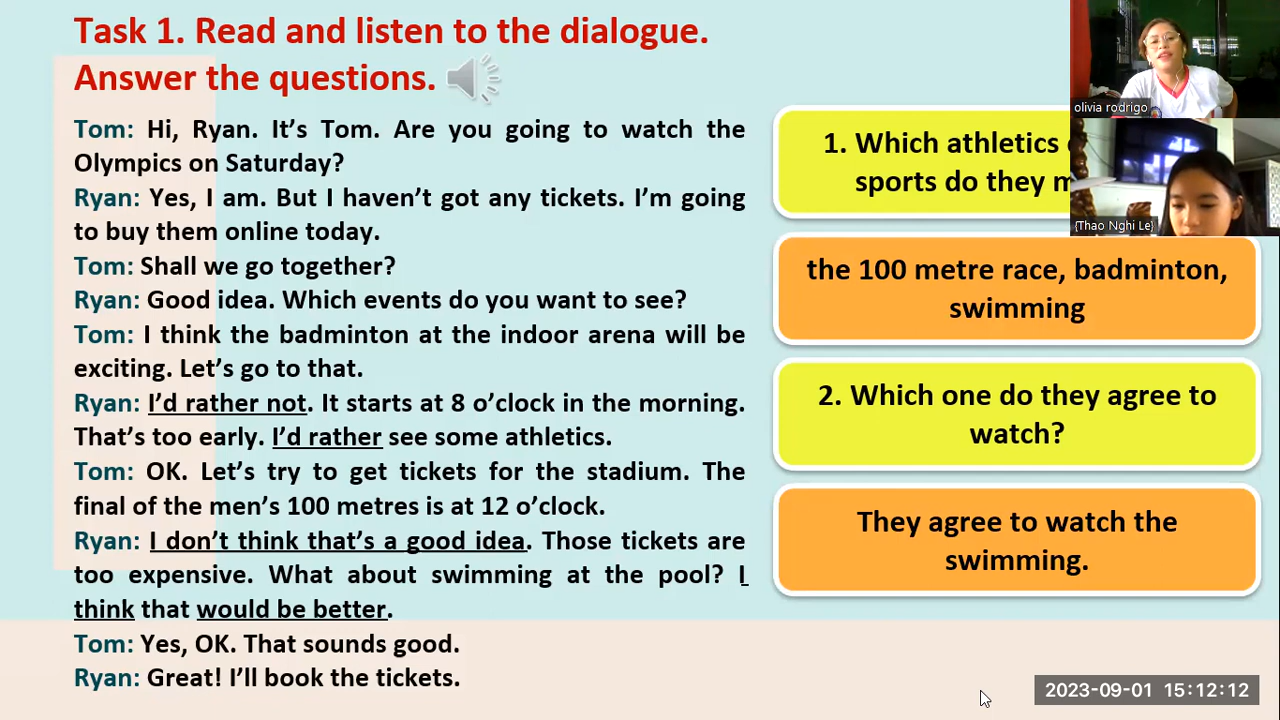 Task 1. Read and listen to the dialogue.
Answer the questions.
Tom: Hi, Ryan. It's Tom. Are you going to watch the
Olympics on Saturday?
Ryan: Yes, I am. But I haven't got any tickets. I'm going
to buy them online today.
Tom: Shall we go together?
Ryan: Good idea. Which events do you want to see?
Tom: I think the badminton at the indoor arena will be
exciting. Let's go to that.
Ryan: I'd rather not. It starts at 8 o'clock in the morning.
That's too early. I'd rather see some athletics.
Tom: OK. Let's try to get tickets for the stadium. The
final of the men's 100 metres is at 12 o'clock.
Ryan: I don't think that's a good idea. Those tickets are
too expensive. What about swimming at the pool? I
think that would be better.
Tom: Yes, OK. That sounds good.
Ryan: Great! I'll book the tickets.
1. Which athletics
sports do they
the 100 metre race, badminton,
swimming
2. Which one do they agree to
watch?
They agree to watch the
swimming.
olivia rodrigo
{Thao Nghi Le}
2023-09-01 15:12:12